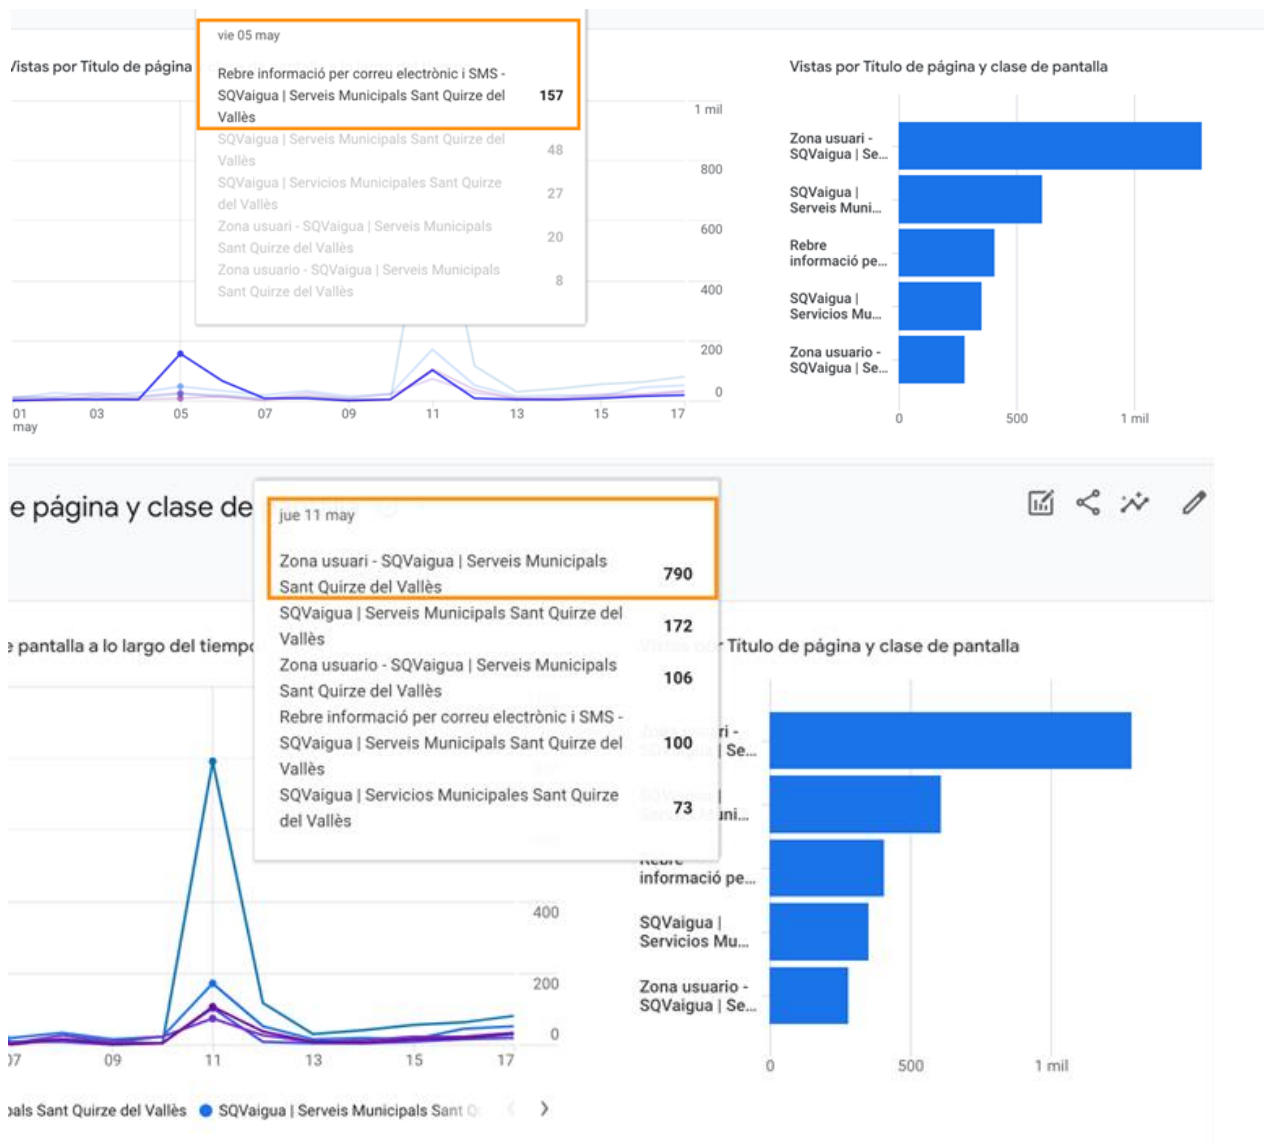 vie 05 may
Vistas por Título de página
Rebre informació per correu electrònic i SMS -
SQVaigua | Serveis Municipals Sant Quirze del
Vallès
157
SQVaigua | Serveis Municipals Sant Quirze del
Vallès
48
SQVaigua | Servicios Municipales Sant Quirze
del Vallès
27
Zona usuari - SQVaigua | Serveis Municipals
Sant Quirze del Vallès
20
Zona usuario - SQVaigua | Serveis Municipals
Sant Quirze del Vallès
8
1 mil
800
600
400
200
0
01
may
03
05
07
09
11
13
15
17
Vistas por Título de página y clase de pantalla
Zona usuari -
SQVaigua | Se...
SQVaigua |
Serveis Muni...
Rebre
informació pe...
SQVaigua |
Servicios Mu...
Zona usuario -
SQVaigua | Se...
0
500
1 mil
e página y clase de
jue 11 may
Zona usuari - SQVaigua | Serveis Municipals
Sant Quirze del Vallès
790
SQVaigua | Serveis Municipals Sant Quirze del
Vallès
172
Zona usuario - SQVaigua | Serveis Municipals
Sant Quirze del Vallès
106
Rebre informació per correu electrònic i SMS -
SQVaigua | Serveis Municipals Sant Quirze del
Vallès
100
SQVaigua | Servicios Municipales Sant Quirze
del Vallès
73
pantalla a lo largo del tiempo
400
200
0
07
09
11
13
15
17
pals Sant Quirze del Vallès
SQVaigua | Serveis Municipals Sant Q
r Título de página y clase de pantalla
ri -
| Se...
uni...
Rebre
informació pe...
SQVaigua |
Servicios Mu...
Zona usuario -
SQVaigua | Se...
0
500
1 mil